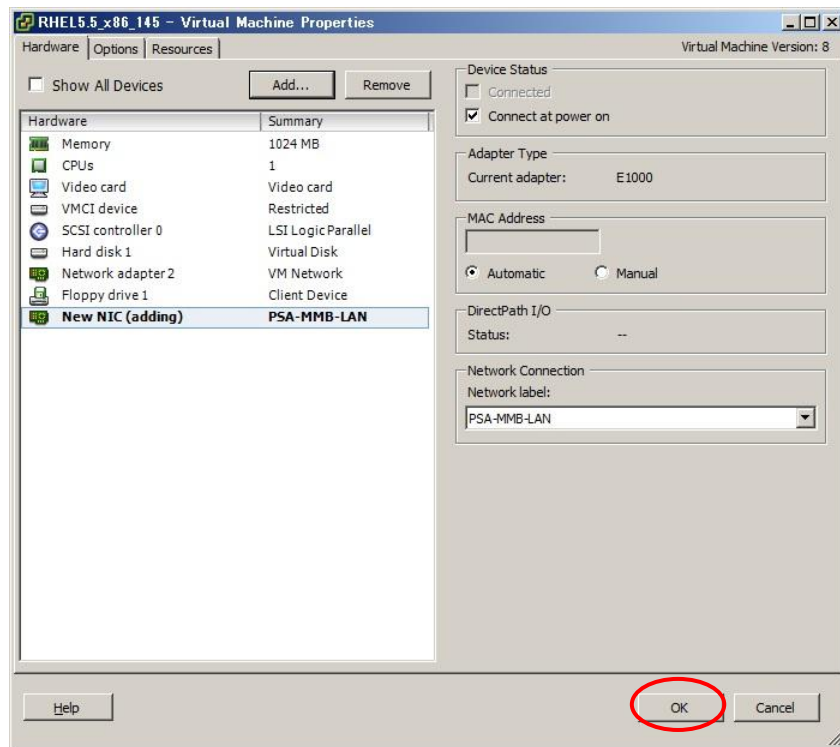 RHEL5.5_x86_145 - Virtual Machine Properties
Hardware Options Resources Virtual Machine Version: 8
Show All Devices Add... Remove
Hardware Summary
Memory 1024 MB
CPUs 1
Video card Video card
VMCI device Restricted
SCSI controller 0 LSI Logic Parallel
Hard disk 1 Virtual Disk
Network adapter 2 VM Network
Floppy drive 1 Client Device
New NIC (adding) PSA-MMB-LAN
Device Status
Connected
Connect at power on
Adapter Type
Current adapter: E1000
MAC Address
Automatic Manual
DirectPath I/O
Status: --
Network Connection
Network label:
PSA-MMB-LAN
Help OK Cancel